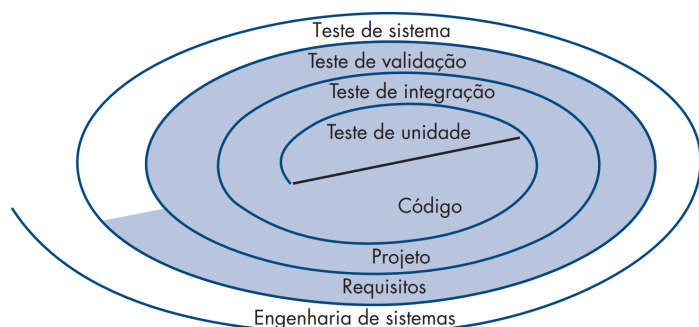 Teste de sistema
Teste de validação
Teste de integração
Teste de unidade
Código
Projeto
Requisitos
Engenharia de sistemas